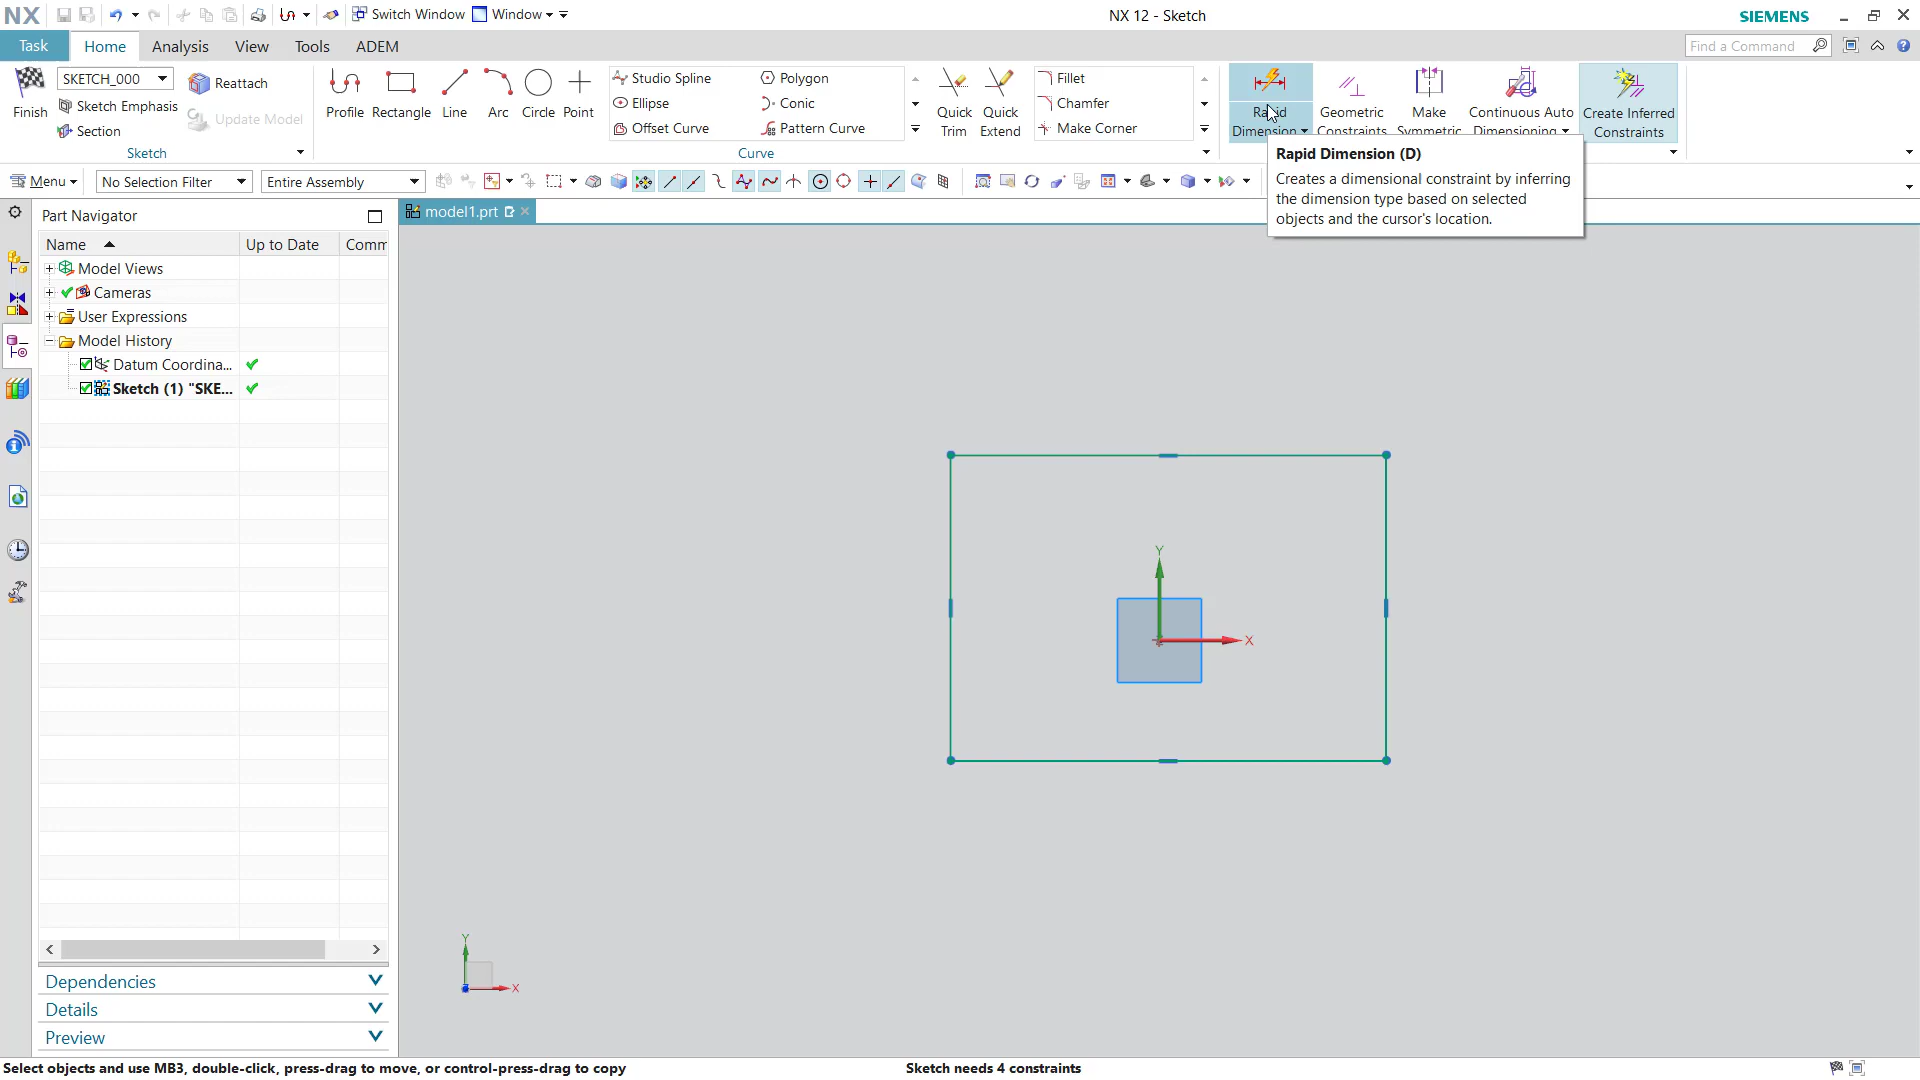 NX
Switch Window
Window
NX 12 - Sketch
SIEMENS
Task
Home
Analysis
View
Tools
ADEM
Find a Command
Finish
SKETCH_000
Sketch Emphasis
Section
Reattach
Update Model
Sketch
Profile
Rectangle
Line
Arc
Circle
Point
Studio Spline
Ellipse
Offset Curve
Polygon
Conic
Pattern Curve
Quick
Trim
Quick
Extend
Fillet
Chamfer
Make Corner
Curve
Rapid
Dimension
Geometric
Constraints
Make
Symmetric
Continuous Auto
Dimensioning
Create Inferred
Constraints
Rapid Dimension (D)
Creates a dimensional constraint by inferring
the dimension type based on selected
objects and the cursor's location.
Menu
No Selection Filter
Entire Assembly
Part Navigator
model1.prt
Name
Up to Date
Comm
Model Views
Cameras
User Expressions
Model History
Datum Coordina...
Sketch (1) "SKE...
Y
X
Y
X
Dependencies
Details
Preview
Select objects and use MB3, double-click, press-drag to move, or control-press-drag to copy
Sketch needs 4 constraints